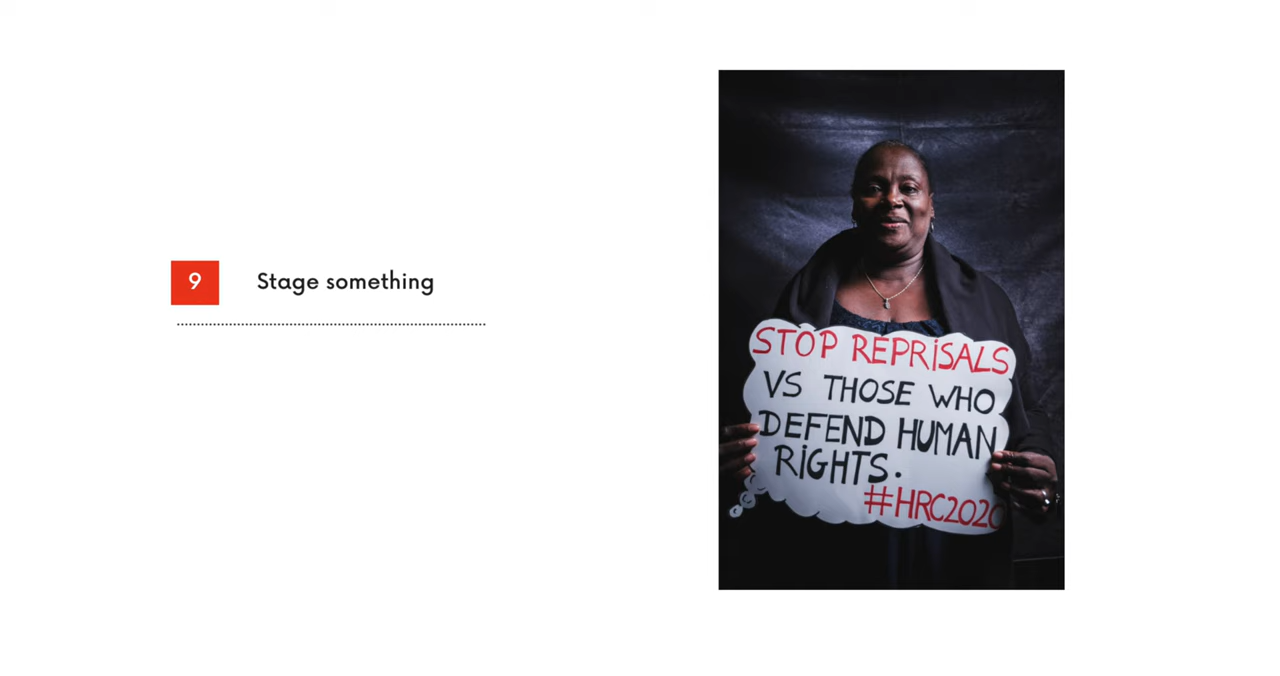 9 Stage something
STOP REPRiSALS
VS THOSE WHO
DEFEND HUMAN
RiGHTS.
#HRC2020